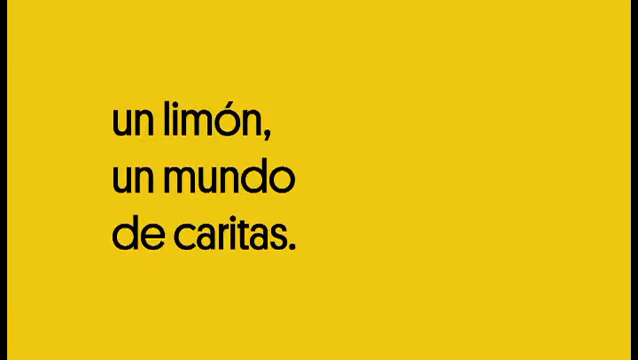 un limón,
un mundo
de caritas.